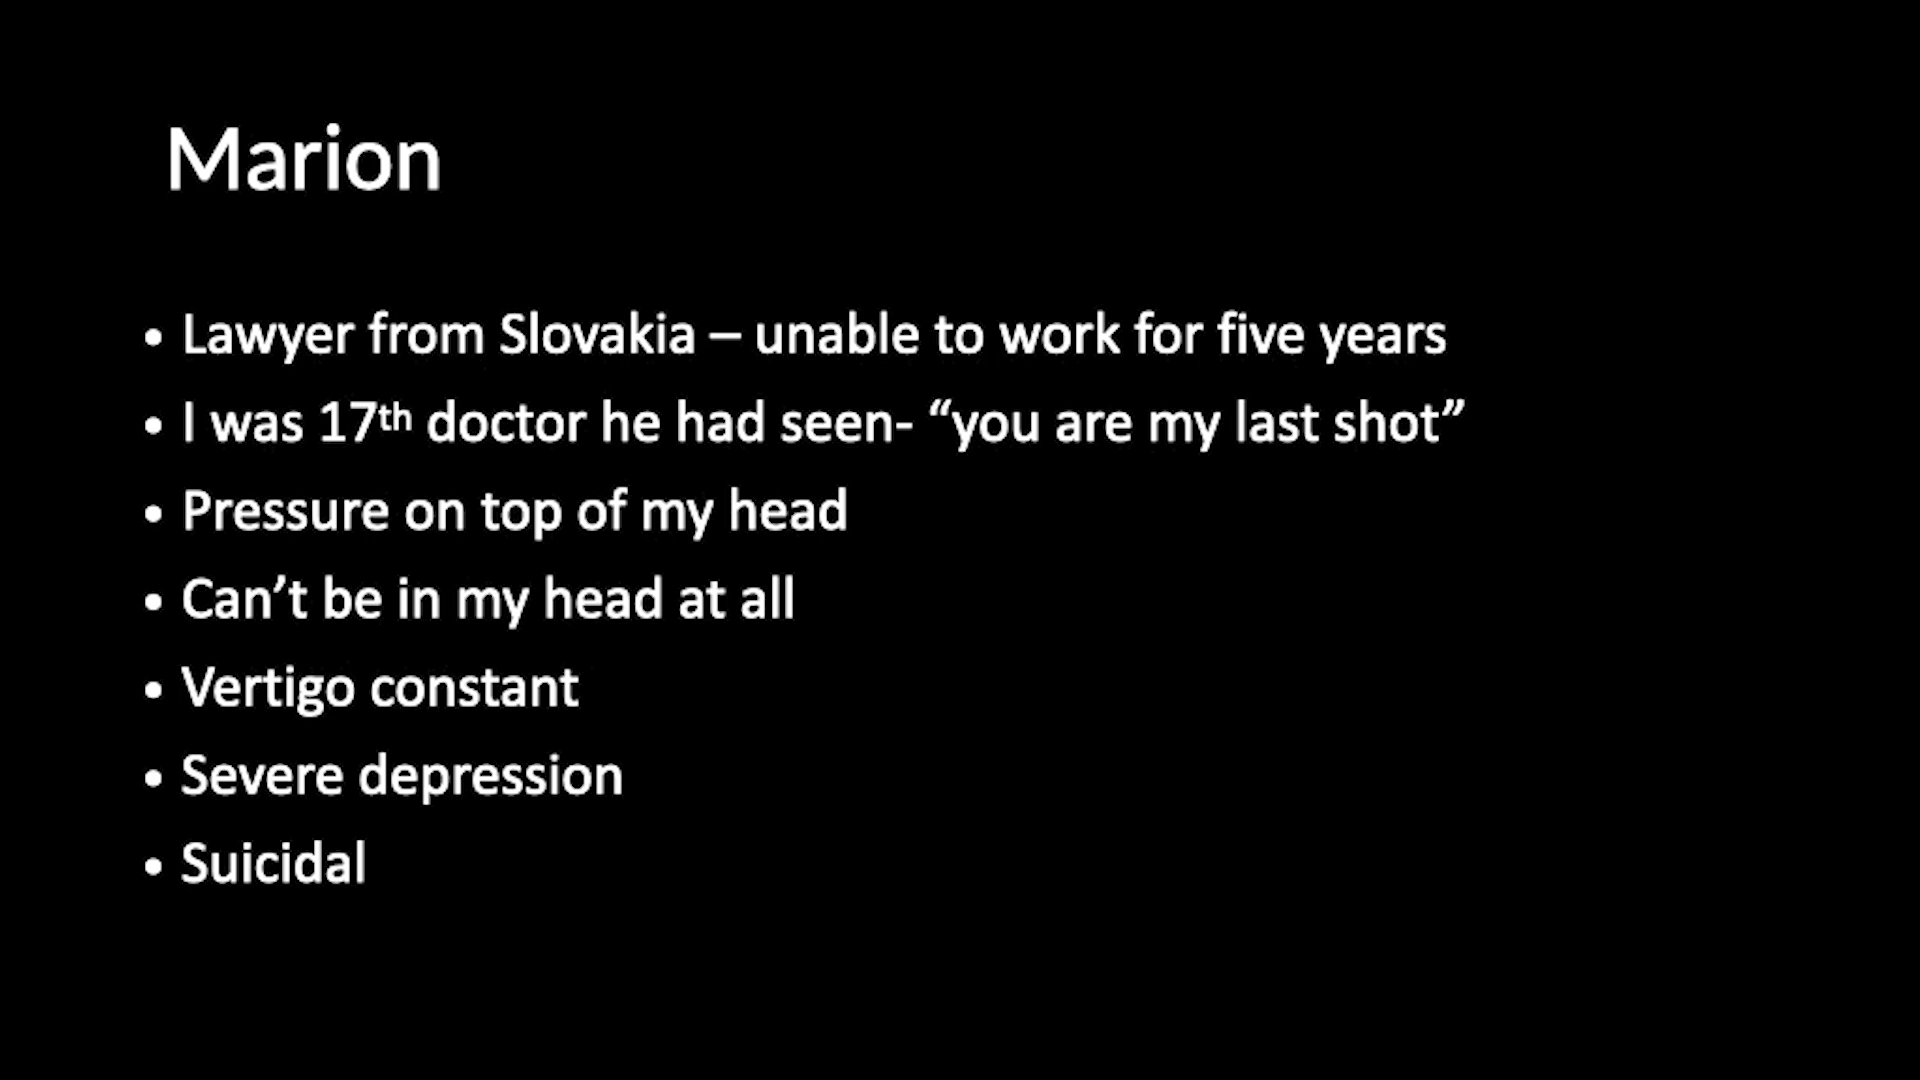 Marion
• Lawyer from Slovakia – unable to work for five years
• I was 17th doctor he had seen- “you are my last shot”
• Pressure on top of my head
• Can’t be in my head at all
• Vertigo constant
• Severe depression
• Suicidal